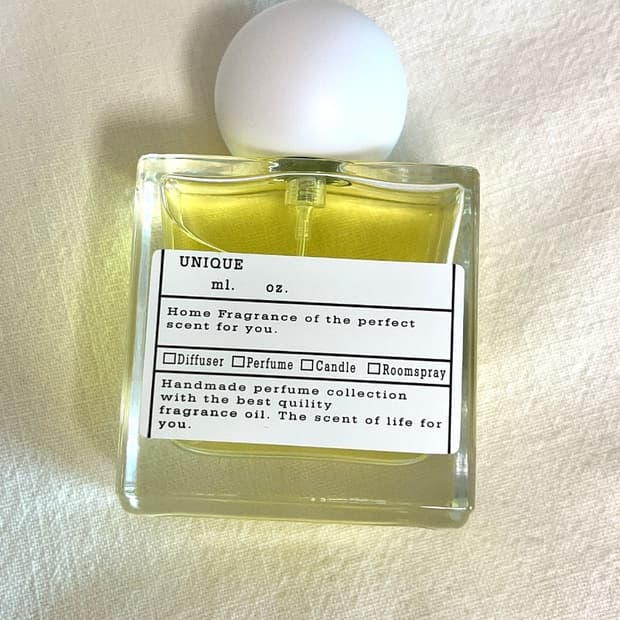 UNIQUE
ml. oz.
Home Fragrance of the perfect
scent for you.
☐Diffuser ☐Perfume ☐Candle ☐Roomspray
Handmade perfume collection
with the best quility
fragrance oil. The scent of life for
you.